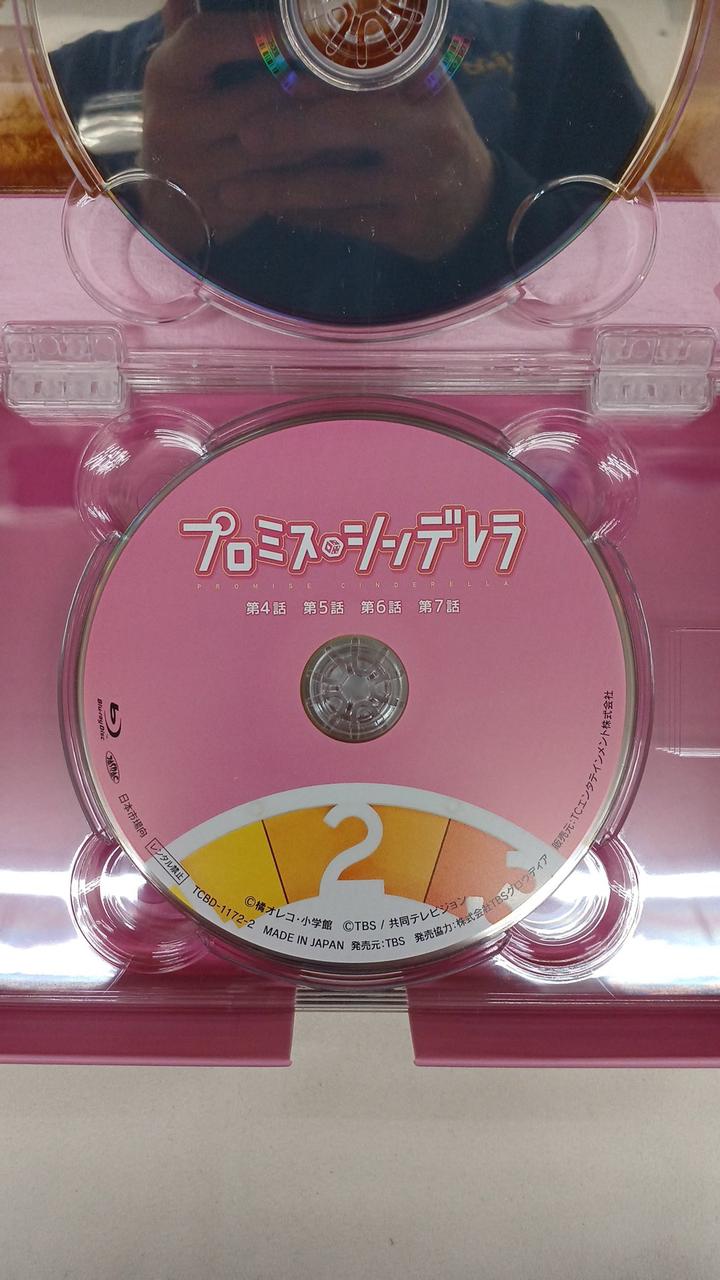 プロミス・シンデレラ
PROMISE CINDERELLA
第4話 第5話 第6話 第7話
Blu-ray Disc
日本市場向
レンタル禁止
TCBD-1172-2
2
©橘オレコ・小学館 ©TBS / 共同テレビジョン
MADE IN JAPAN 発売元:TBS 発売協力:株式会社TBSグロウディア 販売元:TCエンタテインメント株式会社